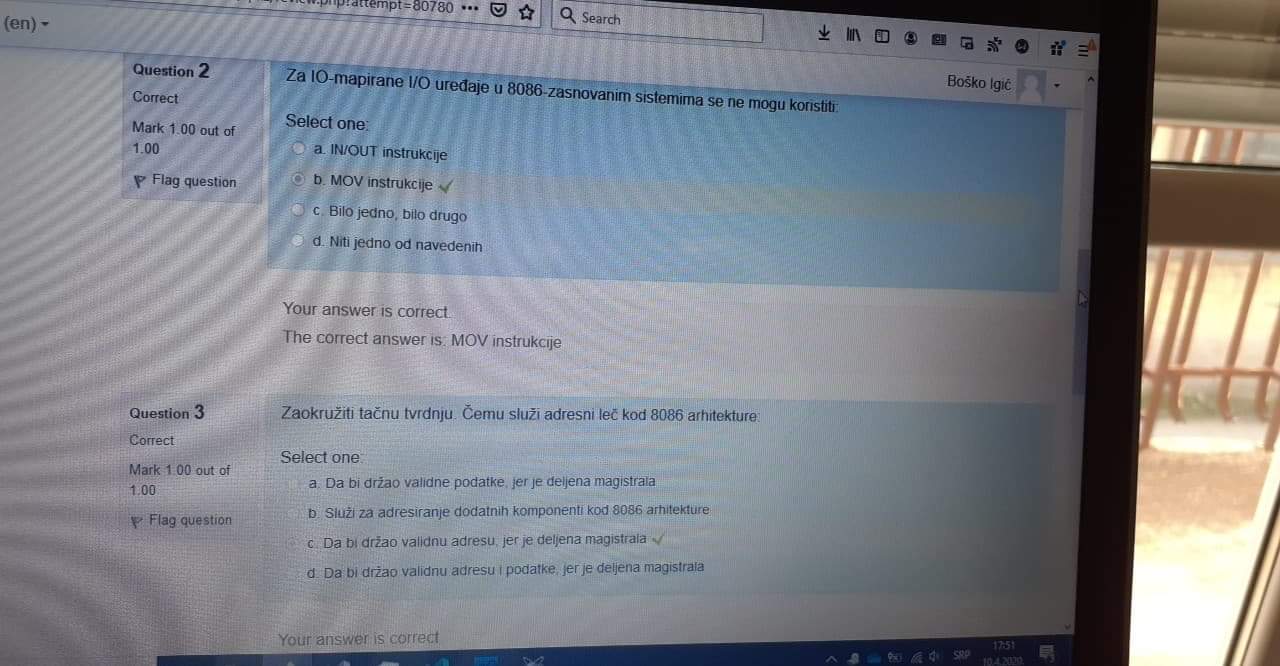 review.php?attempt=80780
Search
(en)
Boško Igić
Question 2
Correct
Mark 1.00 out of
1.00
Flag question
Za IO-mapirane I/O uređaje u 8086-zasnovanim sistemima se ne mogu koristiti:
Select one:
a. IN/OUT instrukcije
b. MOV instrukcije
c. Bilo jedno, bilo drugo
d. Niti jedno od navedenih
Your answer is correct.
The correct answer is: MOV instrukcije
Question 3
Correct
Mark 1.00 out of
1.00
Flag question
Zaokružiti tačnu tvrdnju. Čemu služi adresni leč kod 8086 arhitekture:
Select one:
a. Da bi držao validne podatke, jer je deljena magistrala
b. Služi za adresiranje dodatnih komponenti kod 8086 arhitekture
c. Da bi držao validnu adresu, jer je deljena magistrala
d. Da bi držao validnu adresu i podatke, jer je deljena magistrala
Your answer is correct
SRP
17:51
10.4.2020.